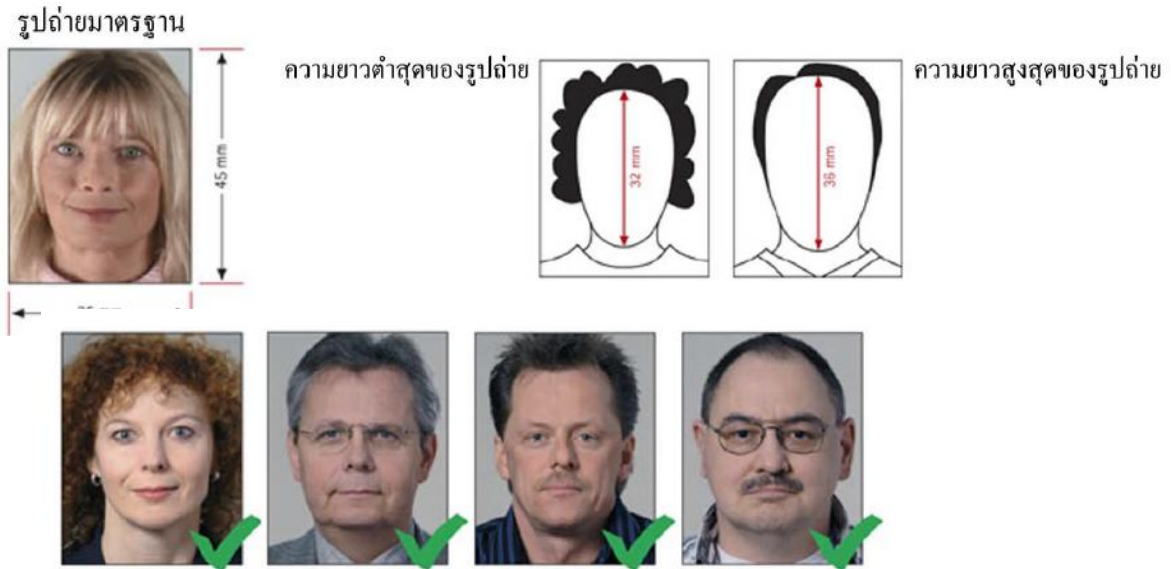 รูปถ่ายมาตรฐาน
ความยาวต่ำสุดของรูปถ่าย
ความยาวสูงสุดของรูปถ่าย
45 mm
32 mm
36 mm